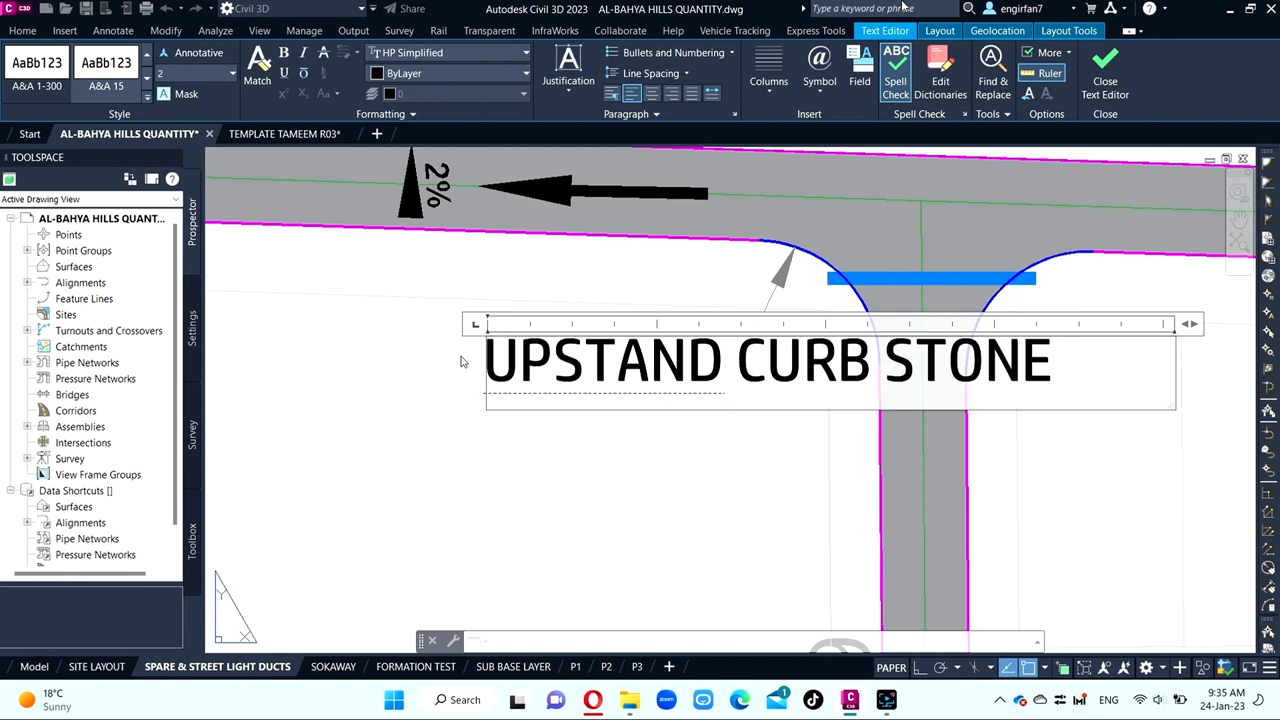 C3D
Civil 3D
Share
Autodesk Civil 3D 2023
AL-BAHYA HILLS QUANTITY.dwg
Type a keyword or phrase
engirfan7
Home
Insert
Annotate
Modify
Analyze
View
Manage
Output
Survey
Rail
Transparent
InfraWorks
Collaborate
Help
Vehicle Tracking
Express Tools
Text Editor
Layout
Geolocation
Layout Tools
AaBb123
AaBb123
A&A 1-300
A&A 15
Annotative
Mask
Style
Match
HP Simplified
ByLayer
0
Formatting
Justification
Bullets and Numbering
Line Spacing
Paragraph
Columns
Symbol
Field
Insert
ABC
Spell
Check
Edit
Dictionaries
Spell Check
Find &
Replace
Tools
More
Ruler
Options
Close
Text Editor
Close
Start
AL-BAHYA HILLS QUANTITY*
TEMPLATE TAMEEM R03*
TOOLSPACE
Active Drawing View
AL-BAHYA HILLS QUANT...
Points
Point Groups
Surfaces
Alignments
Feature Lines
Sites
Turnouts and Crossovers
Catchments
Pipe Networks
Pressure Networks
Bridges
Corridors
Assemblies
Intersections
Survey
View Frame Groups
Data Shortcuts []
Surfaces
Alignments
Pipe Networks
Pressure Networks
Prospector
Settings
Survey
Toolbox
2%
UPSTAND CURB STONE
Y
X
Model
SITE LAYOUT
SPARE & STREET LIGHT DUCTS
SOKAWAY
FORMATION TEST
SUB BASE LAYER
P1
P2
P3
PAPER
18°C
Sunny
Search
zoom
1
C3D
ENG
9:35 AM
24-Jan-23